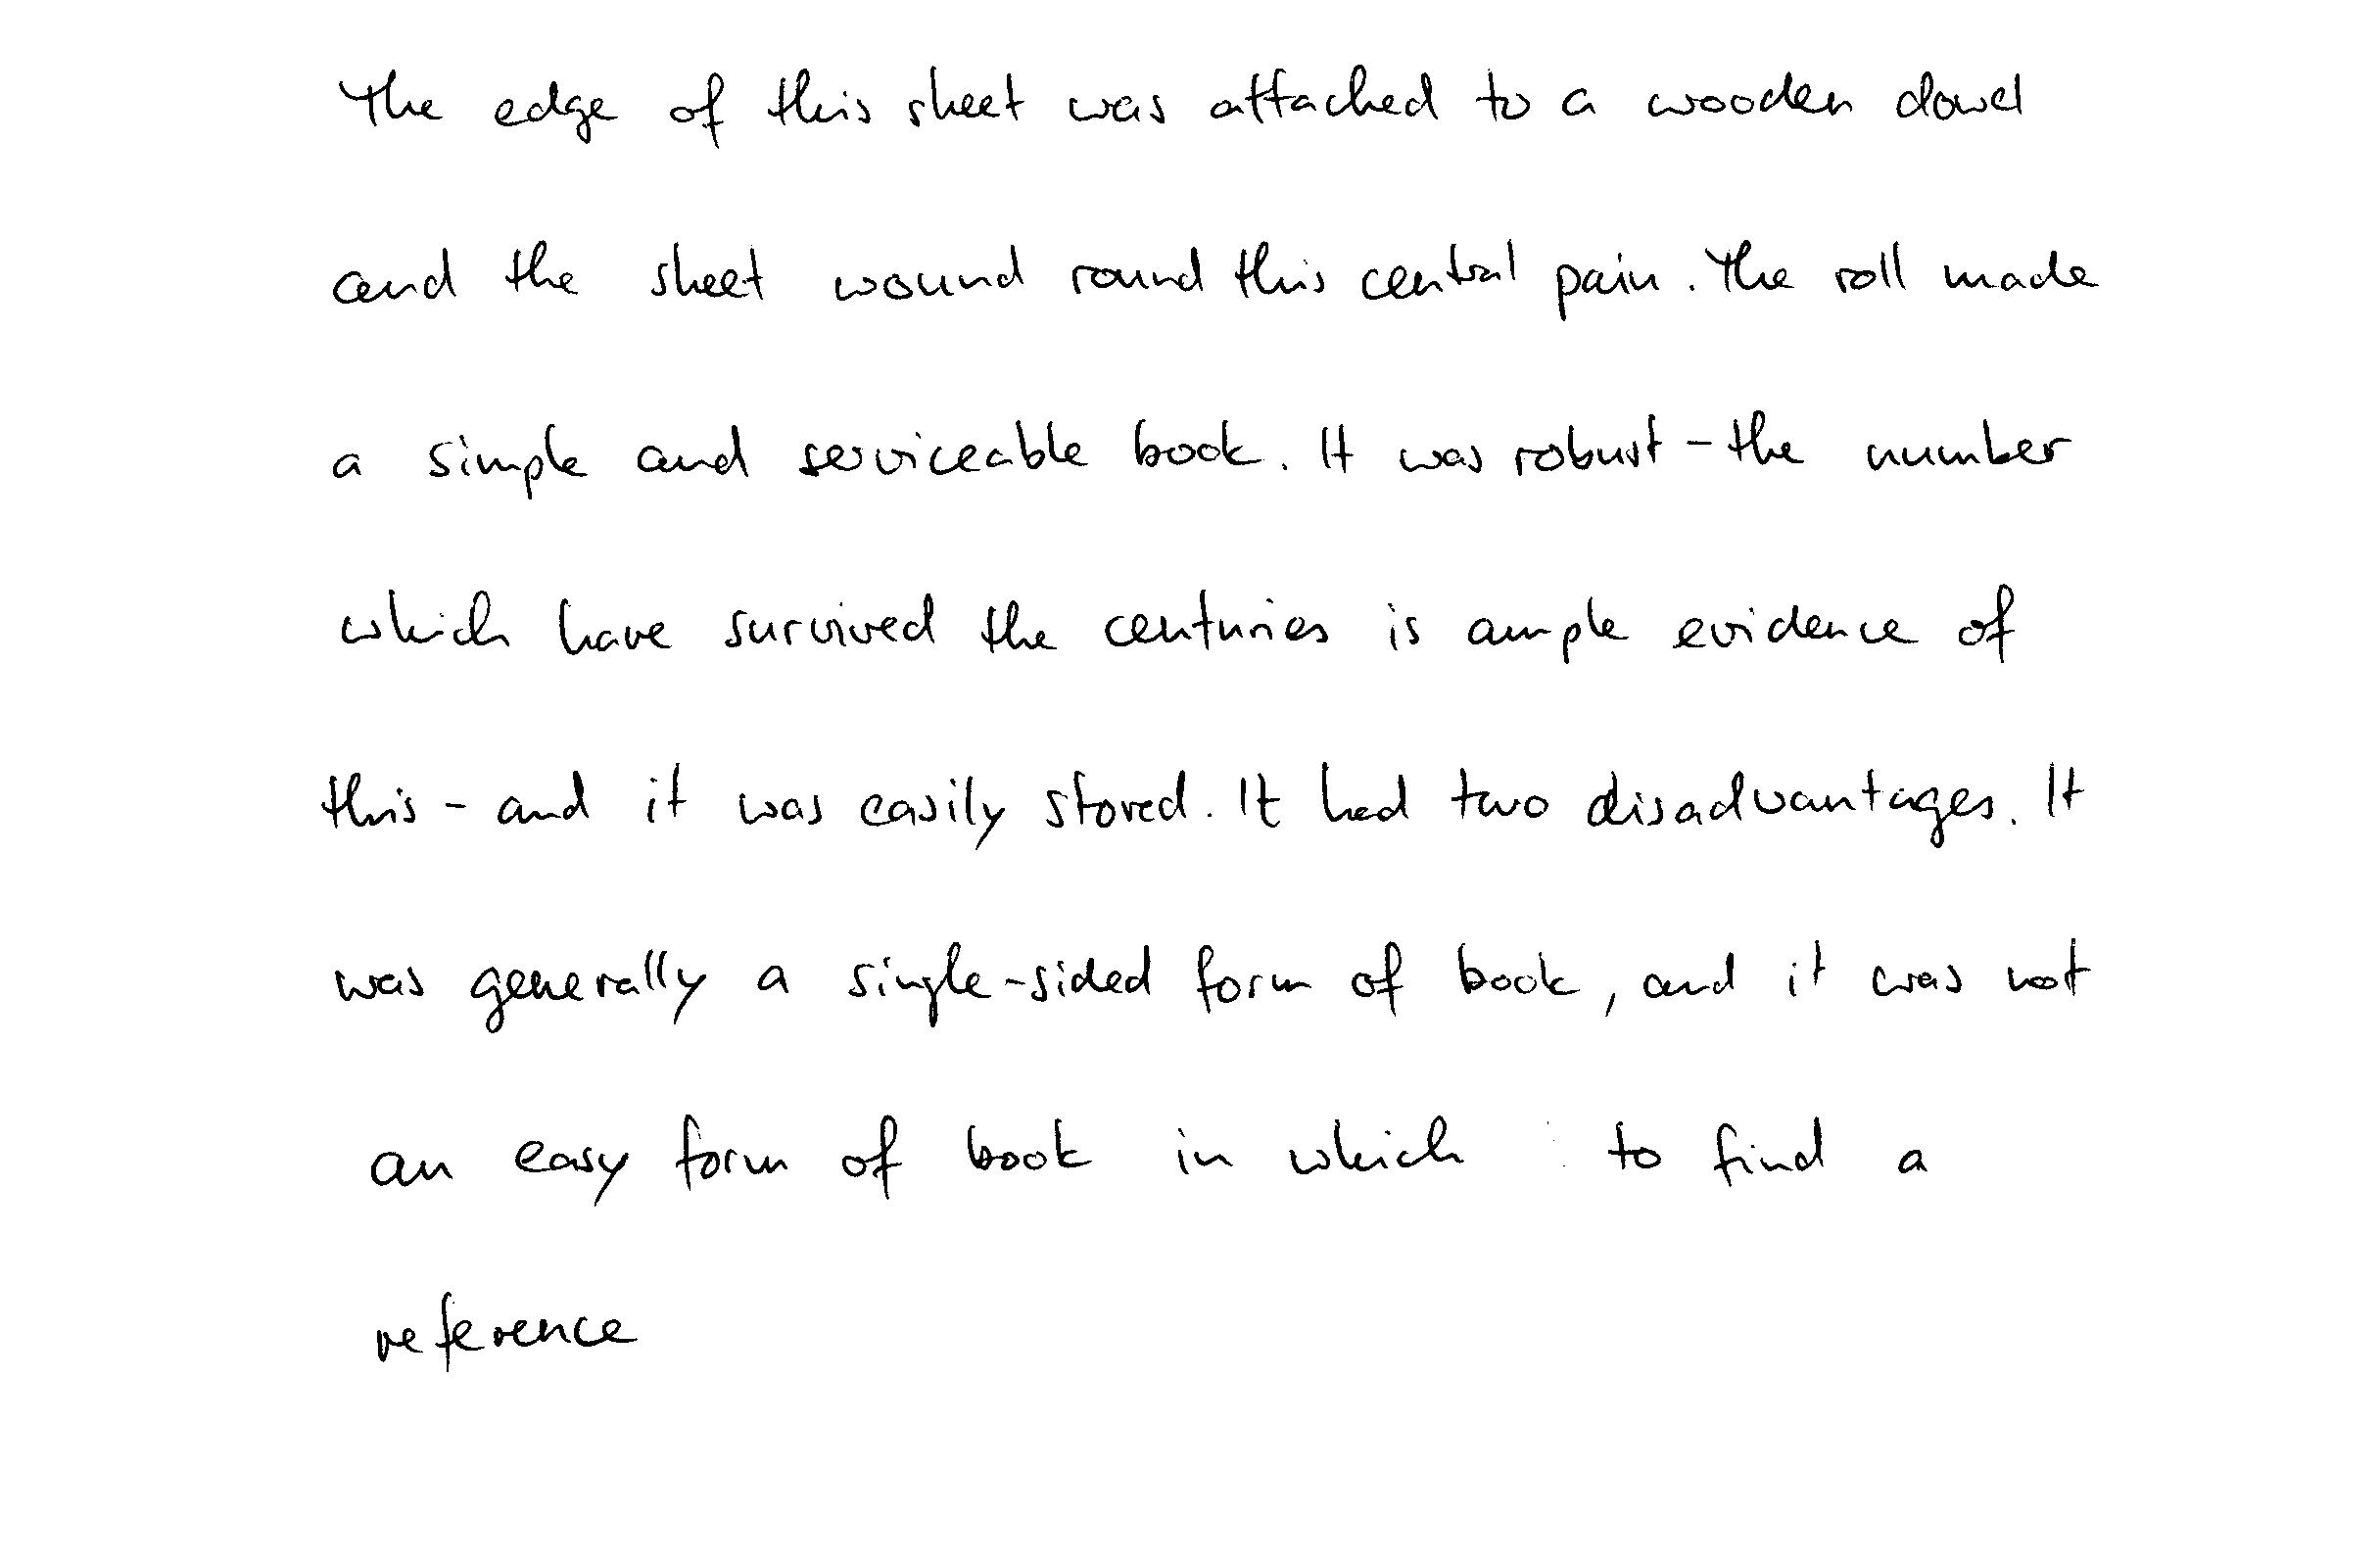 The edge of this sheet was attached to a wooden dowel
and the sheet wound round this central pain. The roll made
a simple and serviceable book. It was robust - the number
which have survived the centuries is ample evidence of
this - and it was easily stored. It had two disadvantages. It
was generally a single-sided form of book, and it was not
an easy form of book in which to find a
reference